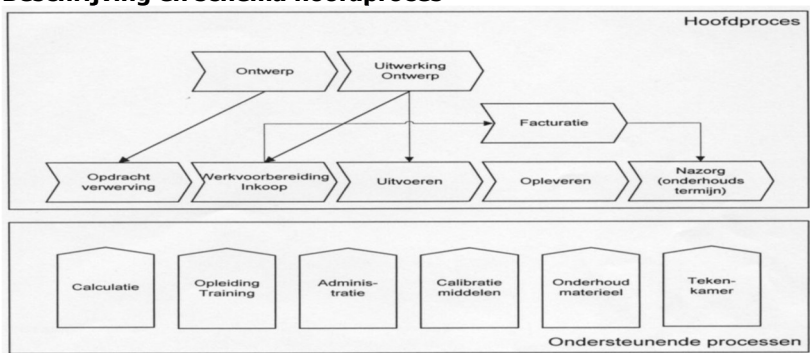 Beschrijving en schema hoofdproces
Hoofdproces
Ontwerp
Uitwerking
Ontwerp
Facturatie
Opdracht
verwerving
Werkvoorbereiding
Inkoop
Uitvoeren
Opleveren
Nazorg
(onderhouds
termijn)
Calculatie
Opleiding
Training
Adminis-
tratie
Calibratie
middelen
Onderhoud
materieel
Teken-
kamer
Ondersteunende processen